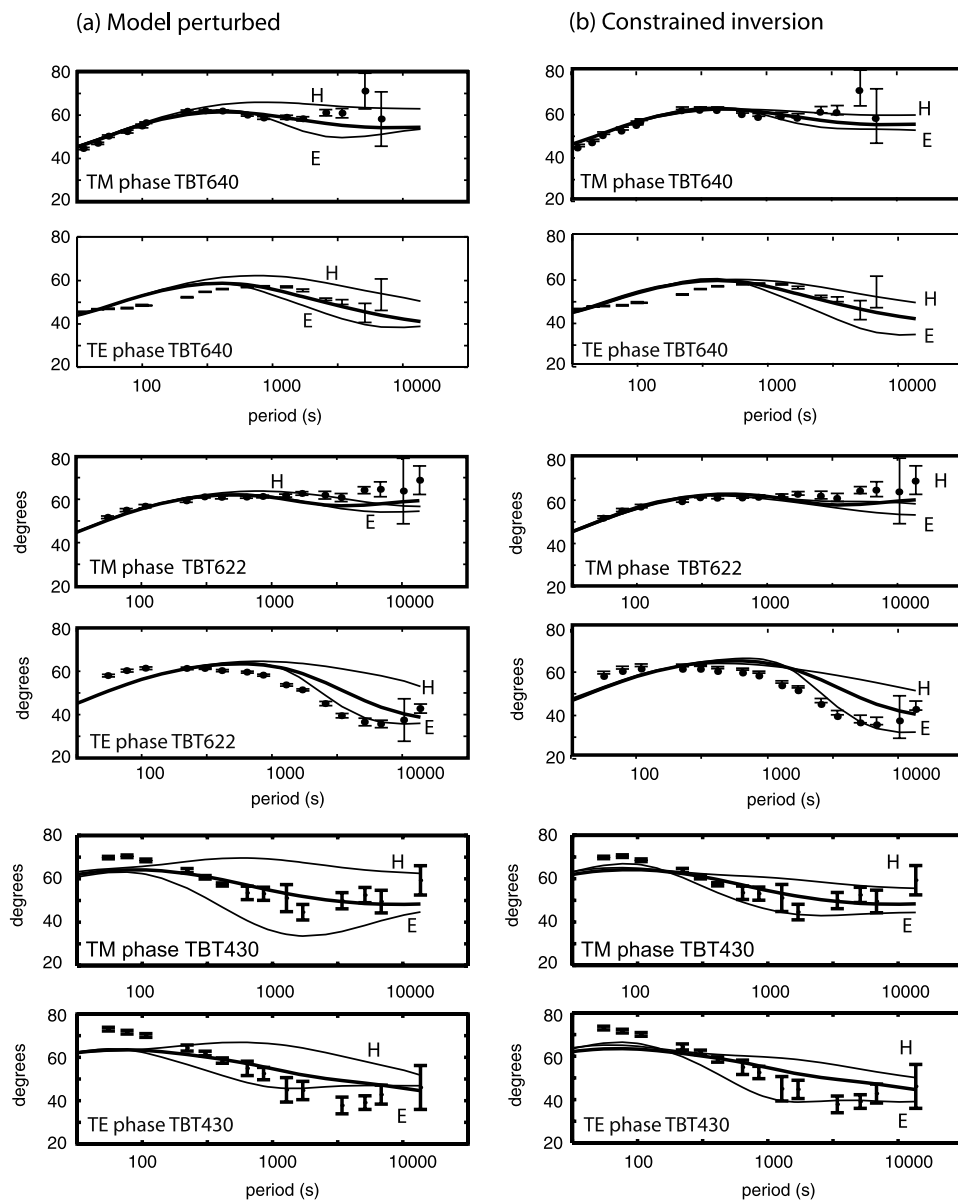 (a) Model perturbed
(b) Constrained inversion
80
60
40
20
H
E
TM phase TBT640
80
60
40
20
H
E
TM phase TBT640
80
60
40
20
H
E
TE phase TBT640
100 1000 10000
period (s)
80
60
40
20
H
E
TE phase TBT640
100 1000 10000
period (s)
degrees
80
60
40
20
H
E
TM phase TBT622
100 1000 10000
degrees
80
60
40
20
H
E
TM phase TBT622
100 1000 10000
degrees
80
60
40
20
H
E
TE phase TBT622
100 1000 10000
period (s)
degrees
80
60
40
20
H
E
TE phase TBT622
100 1000 10000
period (s)
degrees
80
60
40
20
H
E
TM phase TBT430
100 1000 10000
degrees
80
60
40
20
H
E
TM phase TBT430
100 1000 10000
degrees
80
60
40
20
H
E
TE phase TBT430
100 1000 10000
period (s)
degrees
80
60
40
20
H
E
TE phase TBT430
100 1000 10000
period (s)